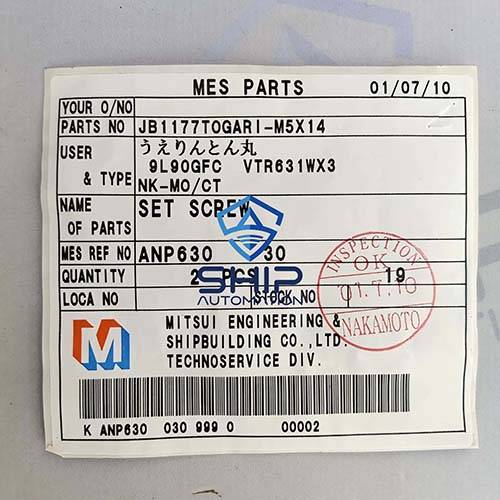 MES PARTS 01/07/10
YOUR O/NO
PARTS NO JB1177TOGARI-M5X14
USER うえりんとん丸
& TYPE 9L90GFC VTR631WX3
NK-MO/CT
NAME SET SCREW
OF PARTS
MES REF NO ANP630 30
QUANTITY 2 PCS 19
LOCA NO STOCK NO
SHIP
AUTOMATION
INSPECTION
OK
01.7.10
NAKAMOTO
M MITSUI ENGINEERING &
SHIPBUILDING CO.,LTD.
TECHNOSERVICE DIV.
K ANP630 030 999 0 00002